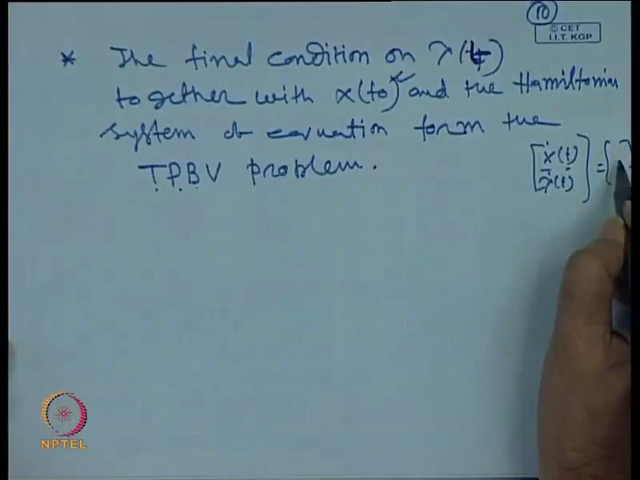 10
© CET
I.I.T. KGP
* The final condition on λ(tf)
together with x(t0) and the Hamiltonian
system of equation form the
T.P.B.V problem.
[ẋ(t)
λ̇(t)] = [
NPTEL